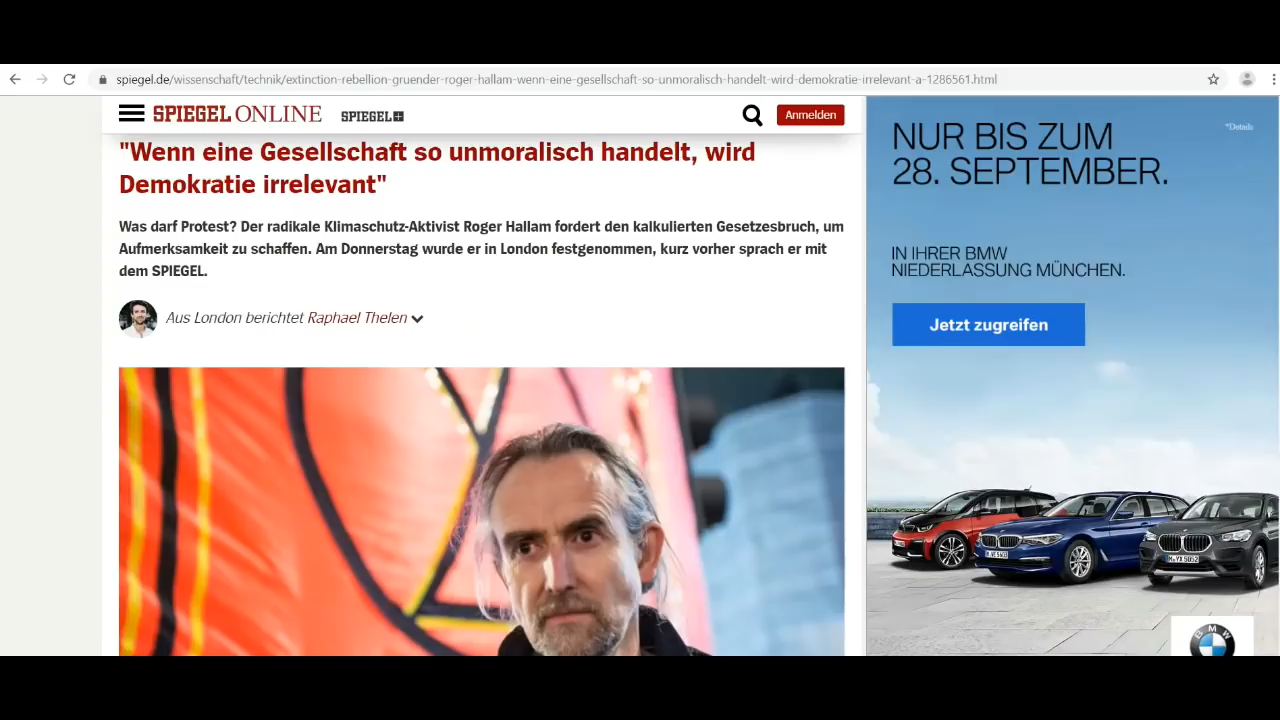 spiegel.de/wissenschaft/technik/extinction-rebellion-gruender-roger-hallam-wenn-eine-gesellschaft-so-unmoralisch-handelt-wird-demokratie-irrelevant-a-1286561.html
SPIEGEL ONLINE
SPIEGEL+
Anmelden
"Wenn eine Gesellschaft so unmoralisch handelt, wird
Demokratie irrelevant"
Was darf Protest? Der radikale Klimaschutz-Aktivist Roger Hallam fordert den kalkulierten Gesetzesbruch, um
Aufmerksamkeit zu schaffen. Am Donnerstag wurde er in London festgenommen, kurz vorher sprach er mit
dem SPIEGEL.
Aus London berichtet Raphael Thelen
*Details
NUR BIS ZUM
28. SEPTEMBER.
IN IHRER BMW
NIEDERLASSUNG MÜNCHEN.
Jetzt zugreifen
BMW